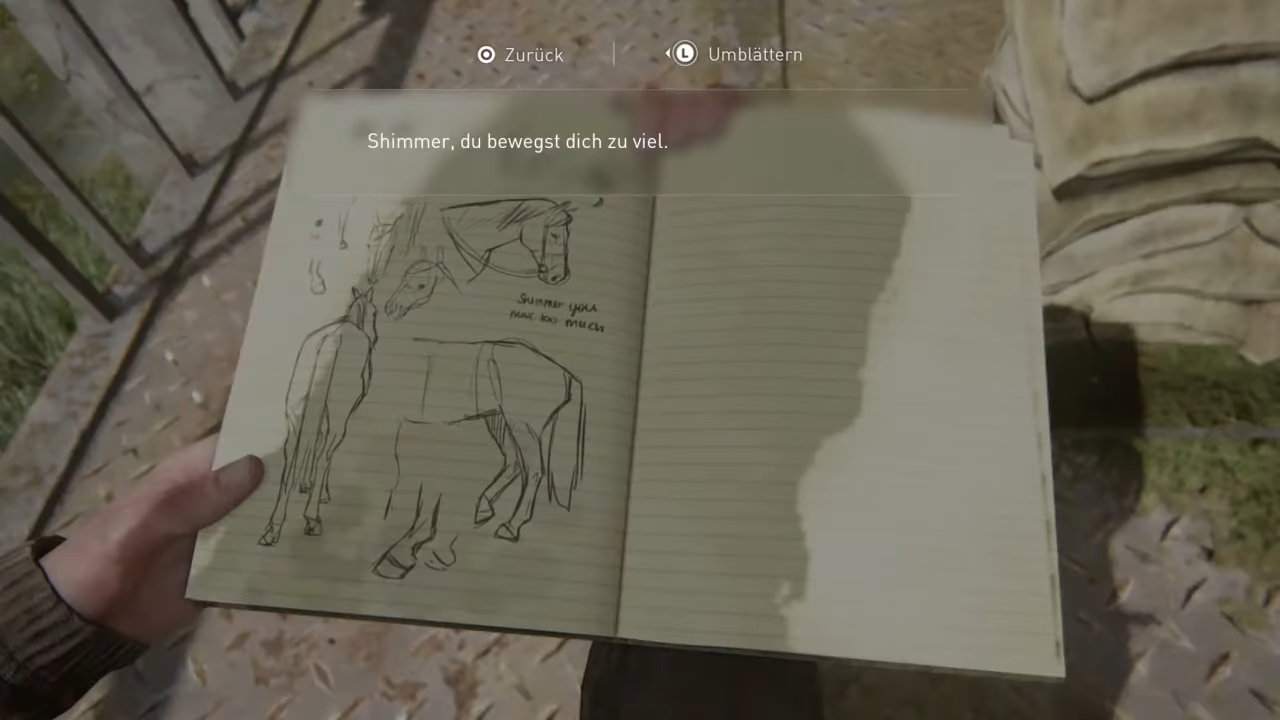 Zurück
L Umblättern
Shimmer, du bewegst dich zu viel.
Shimmer you
move too much